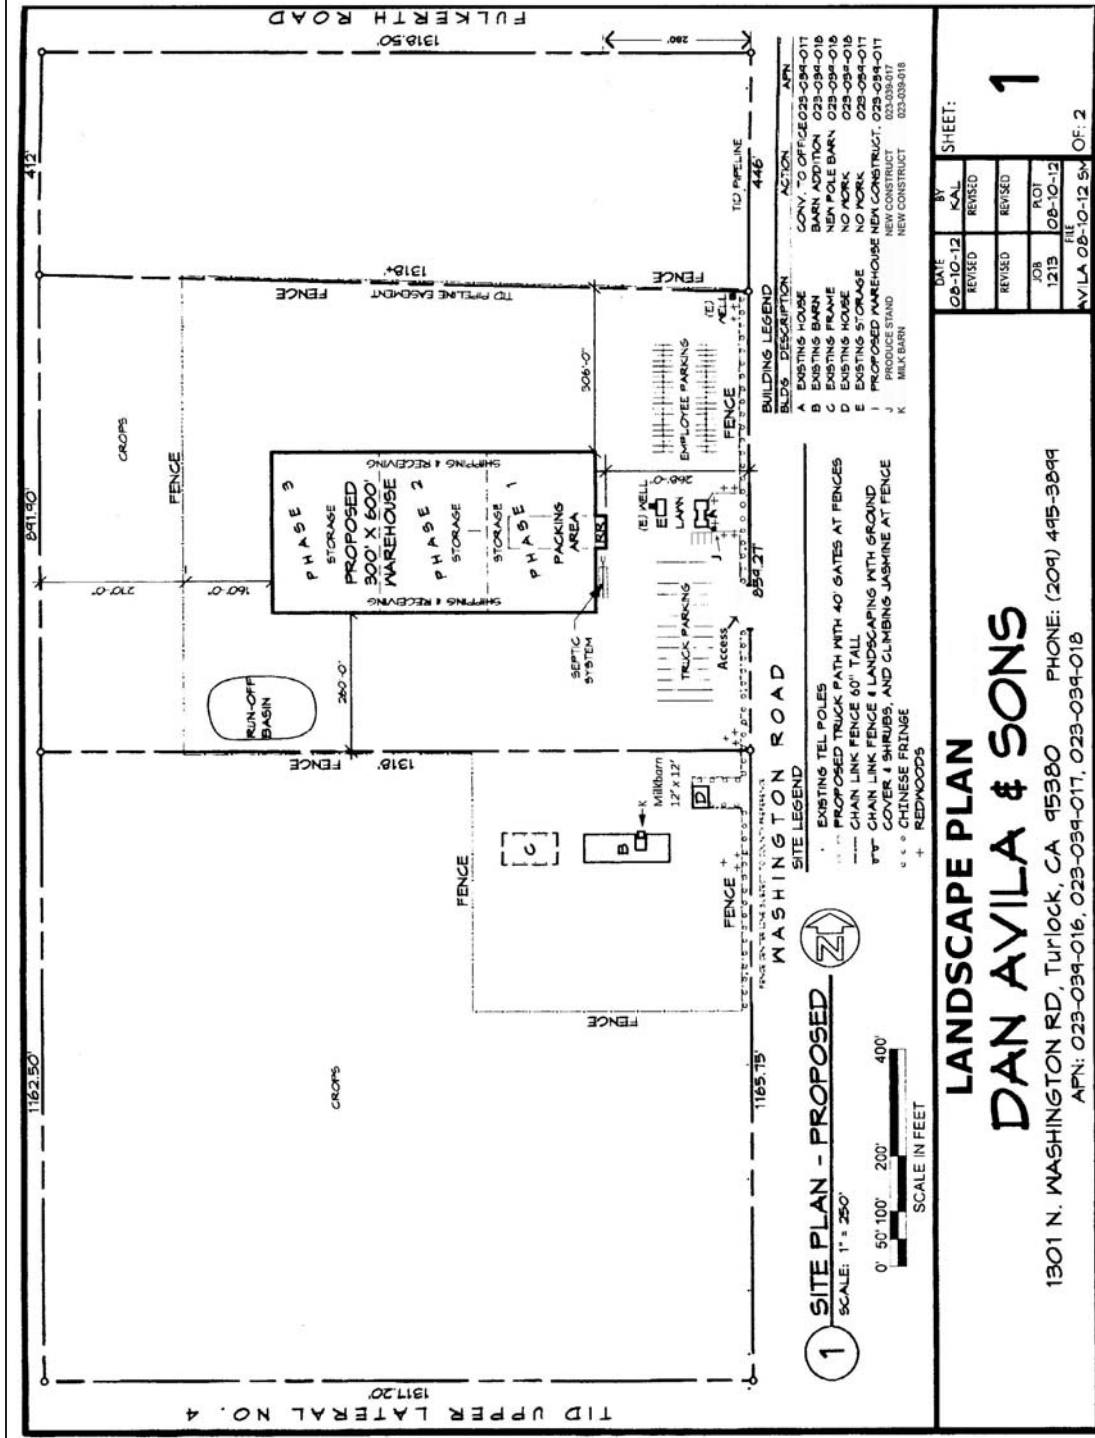 FULKERTH ROAD
1318.50'
280'
412'
891.90'
1162.50'
CROPS
FENCE
210'-0"
160'-0"
1318'±
FENCE
TID PIPELINE EASEMENT
FENCE
TID PIPELINE
446'
306'-0"
PHASE 3
STORAGE
PROPOSED
300' X 600'
WAREHOUSE
PHASE 2
STORAGE
STORAGE
PHASE 1
PACKING
AREA
RR
SHIPPING & RECEIVING
SHIPPING & RECEIVING
268'-0"
(E) WELL
EMPLOYEE PARKING
(E) WELL
E
LAWN
A
J
FENCE
859.27'
SEPTIC
SYSTEM
TRUCK PARKING
Access
RUN-OFF
BASIN
260'-0"
FENCE
1318'
FENCE
C
B
K
Milkbarn
12' x 12'
D
FENCE
FENCE
CROPS
1165.75'
1317.20'
TID UPPER LATERAL NO. 4
WASHINGTON ROAD
BUILDING LEGEND
BLDG DESCRIPTION ACTION APN
A EXISTING HOUSE CONV. TO OFFICE 023-039-017
B EXISTING BARN BARN ADDITION 023-039-018
C EXISTING FRAME NEW POLE BARN 023-039-018
D EXISTING HOUSE NO WORK 023-039-018
E EXISTING STORAGE NO WORK 023-039-017
I PROPOSED WAREHOUSE NEW CONSTRUCT. 023-039-017
J PRODUCE STAND NEW CONSTRUCT 023-039-017
K MILK BARN NEW CONSTRUCT 023-039-018
SITE LEGEND
EXISTING TEL POLES
PROPOSED TRUCK PATH WITH 40' GATES AT FENCES
CHAIN LINK FENCE 60" TALL
CHAIN LINK FENCE & LANDSCAPING WITH GROUND
COVER & SHRUBS, AND CLIMBING JASMINE AT FENCE
CHINESE FRINGE
+ REDWOODS
N
1 SITE PLAN - PROPOSED
SCALE: 1" = 250'
0' 50' 100' 200' 400'
SCALE IN FEET
LANDSCAPE PLAN
DAN AVILA & SONS
1301 N. WASHINGTON RD, Turlock, CA 95380 PHONE: (209) 495-3899
APN: 023-039-016, 023-039-017, 023-039-018
DATE BY
08-10-12 KAL
REVISED REVISED
REVISED REVISED
JOB PLOT
1213 08-10-12
FILE
AVILA 08-10-12 SM
SHEET:
1
OF: 2